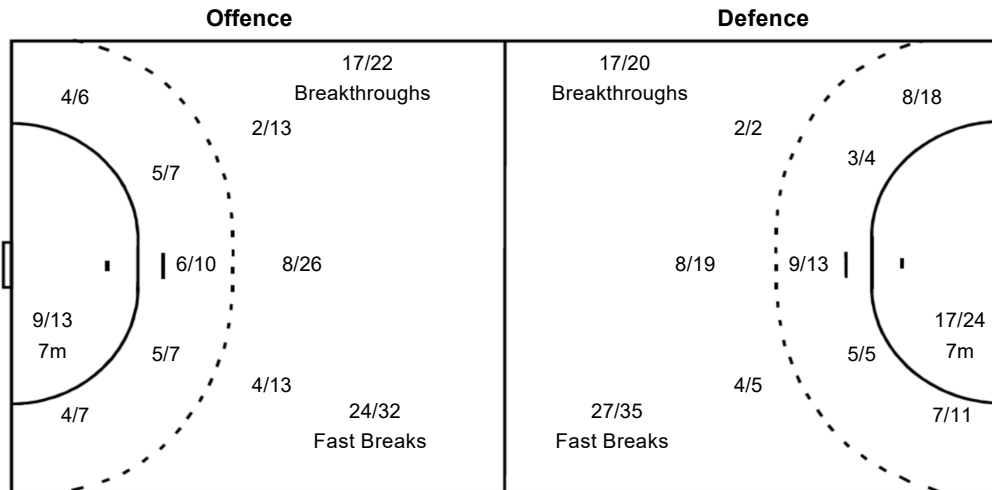 Offence
Defence
17/22
Breakthroughs
4/6
2/13
5/7
6/10
8/26
9/13
7m
5/7
4/13
4/7
24/32
Fast Breaks
17/20
Breakthroughs
8/18
2/2
3/4
8/19
9/13
17/24
7m
5/5
4/5
27/35
Fast Breaks
7/11